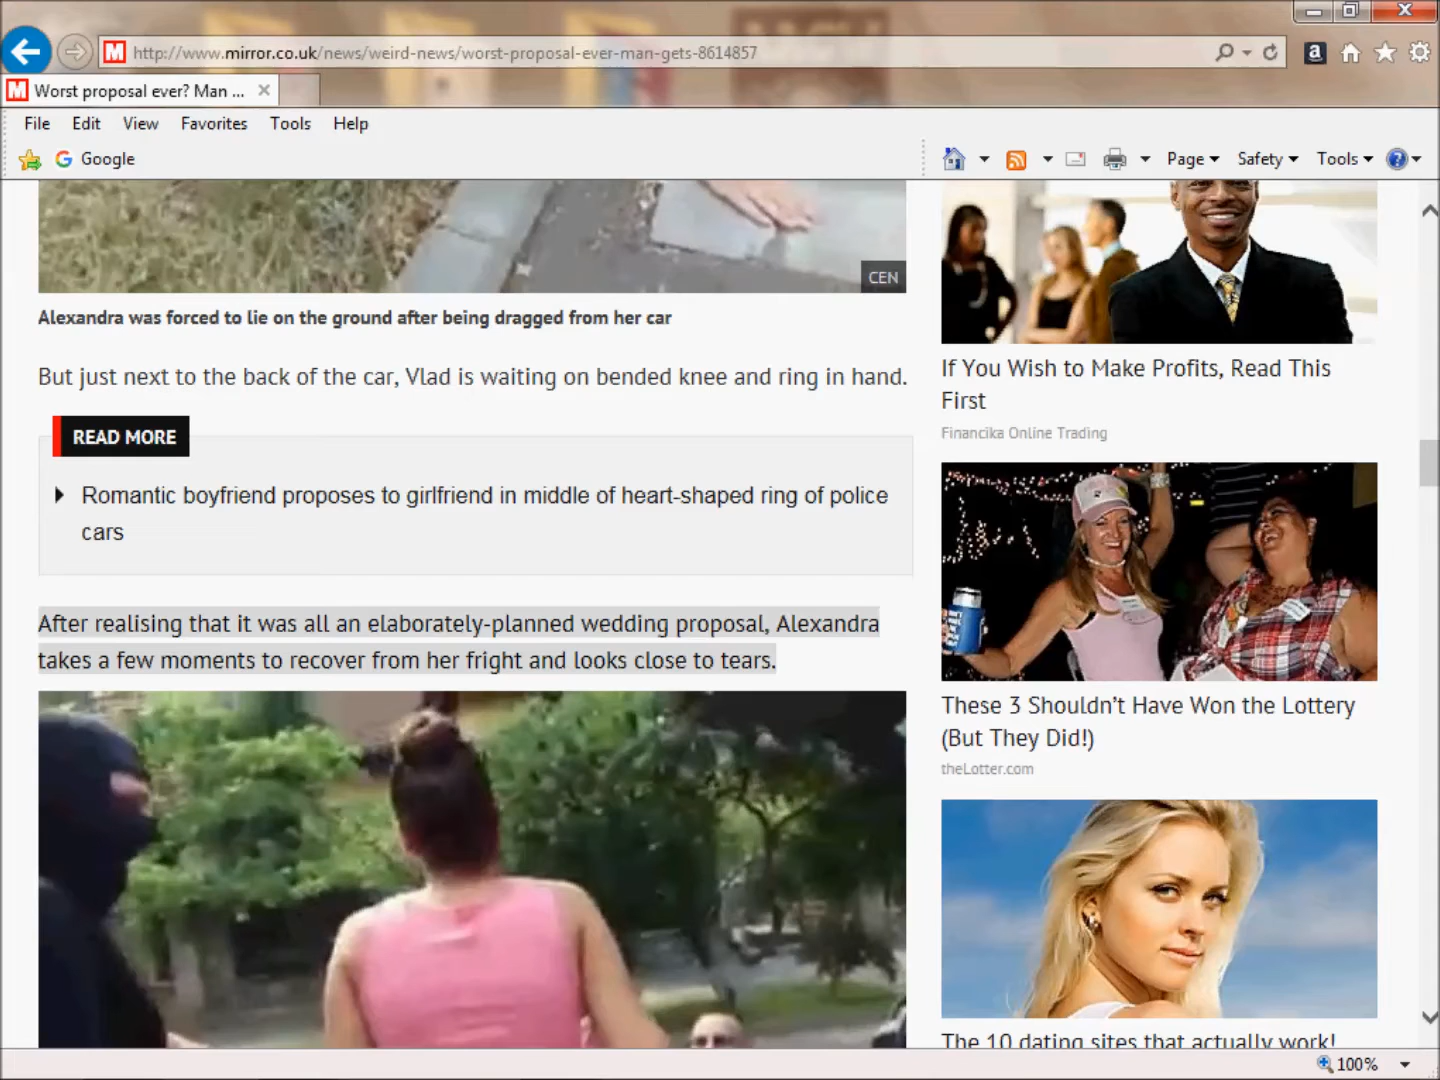 http://www.mirror.co.uk/news/weird-news/worst-proposal-ever-man-gets-8614857
Worst proposal ever? Man ...
File Edit View Favorites Tools Help
Google
Page Safety Tools
CEN
Alexandra was forced to lie on the ground after being dragged from her car
But just next to the back of the car, Vlad is waiting on bended knee and ring in hand.
READ MORE
Romantic boyfriend proposes to girlfriend in middle of heart-shaped ring of police
cars
After realising that it was all an elaborately-planned wedding proposal, Alexandra
takes a few moments to recover from her fright and looks close to tears.
If You Wish to Make Profits, Read This
First
Financika Online Trading
These 3 Shouldn't Have Won the Lottery
(But They Did!)
theLotter.com
The 10 dating sites that actually work!
100%